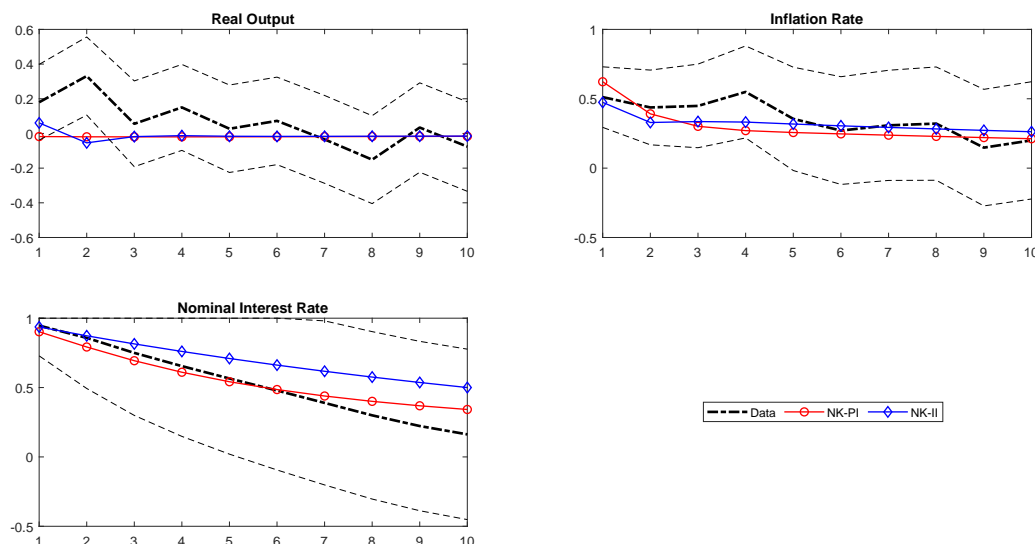 Real Output
0.6
0.4
0.2
0
-0.2
-0.4
-0.6
1 2 3 4 5 6 7 8 9 10
Inflation Rate
1
0.5
0
-0.5
1 2 3 4 5 6 7 8 9 10
Nominal Interest Rate
1
0.5
0
-0.5
1 2 3 4 5 6 7 8 9 10
Data NK-PI NK-II